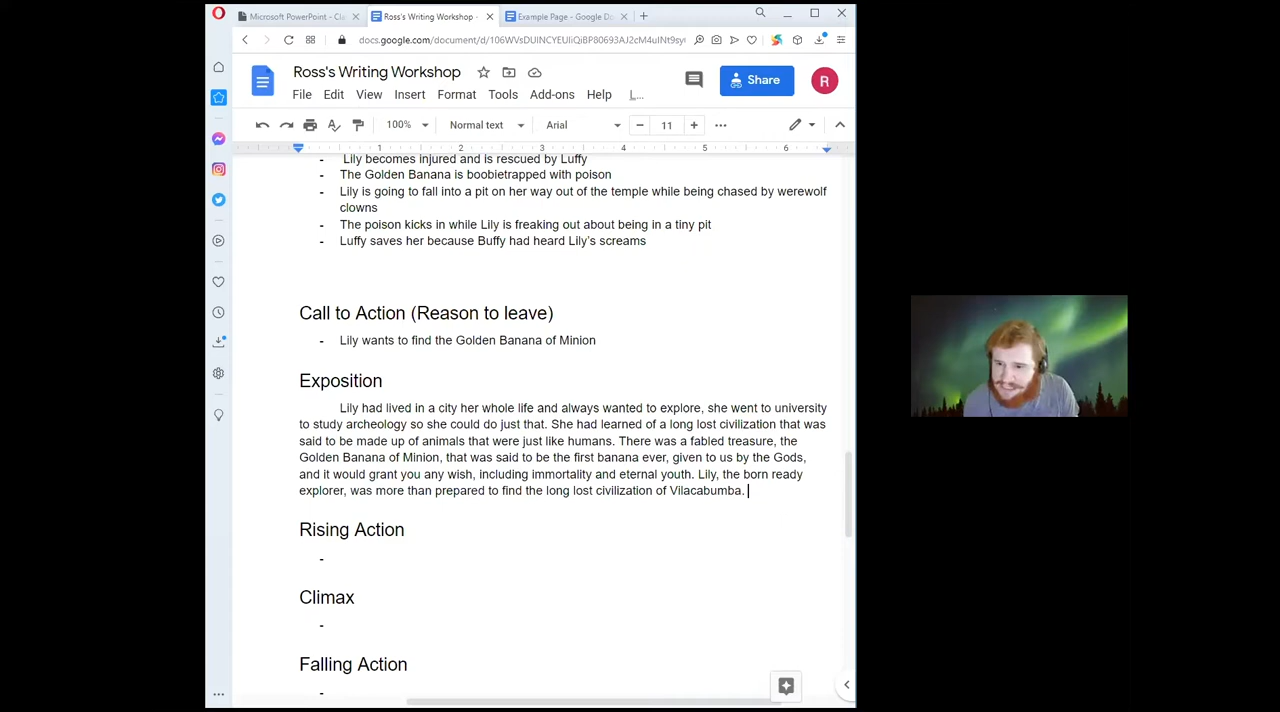 Microsoft PowerPoint - Cla
Ross's Writing Workshop -
Example Page - Google Do
docs.google.com/document/d/106WVsDUINCYEUIiQiBP80693AJ2cM4uINt9sy
Ross's Writing Workshop
File Edit View Insert Format Tools Add-ons Help L...
Share
R
100% Normal text Arial 11
1 2 3 4 5 6
- Lily becomes injured and is rescued by Luffy
- The Golden Banana is boobietrapped with poison
- Lily is going to fall into a pit on her way out of the temple while being chased by werewolf
clowns
- The poison kicks in while Lily is freaking out about being in a tiny pit
- Luffy saves her because Buffy had heard Lily's screams
Call to Action (Reason to leave)
- Lily wants to find the Golden Banana of Minion
Exposition
Lily had lived in a city her whole life and always wanted to explore, she went to university
to study archeology so she could do just that. She had learned of a long lost civilization that was
said to be made up of animals that were just like humans. There was a fabled treasure, the
Golden Banana of Minion, that was said to be the first banana ever, given to us by the Gods,
and it would grant you any wish, including immortality and eternal youth. Lily, the born ready
explorer, was more than prepared to find the long lost civilization of Vilacabumba.
Rising Action
-
Climax
-
Falling Action
-